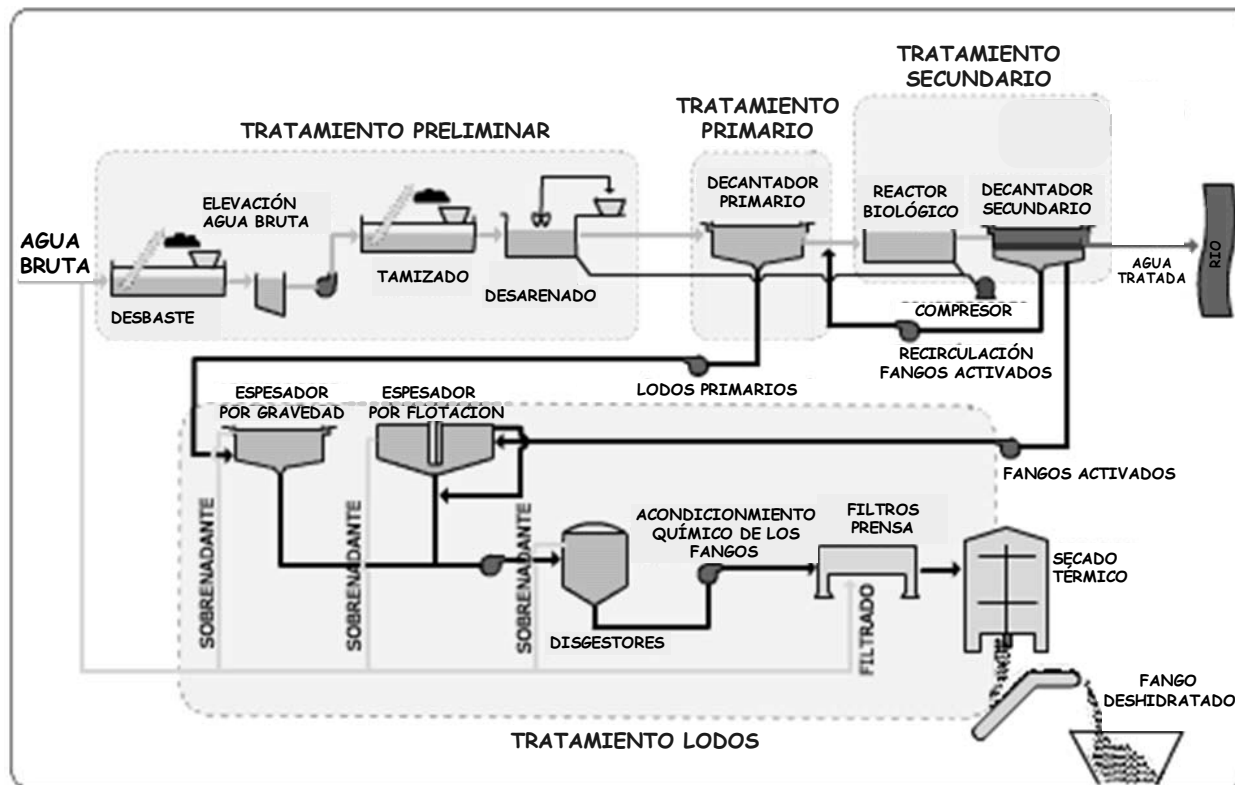 TRATAMIENTO
SECUNDARIO
TRATAMIENTO
PRIMARIO
TRATAMIENTO PRELIMINAR
DECANTADOR
PRIMARIO
REACTOR
BIOLÓGICO
DECANTADOR
SECUNDARIO
ELEVACIÓN
AGUA BRUTA
AGUA
BRUTA
TAMIZADO
DESARENADO
DESBASTE
COMPRESOR
AGUA
TRATADA
RIO
RECIRCULACIÓN
FANGOS ACTIVADOS
LODOS PRIMARIOS
ESPESADOR
POR GRAVEDAD
ESPESADOR
POR FLOTACION
FANGOS ACTIVADOS
SOBRENADANTE
SOBRENADANTE
SOBRENADANTE
ACONDICIONMIENTO
QUÍMICO DE LOS
FANGOS
FILTROS
PRENSA
SECADO
TÉRMICO
DISGESTORES
FILTRADO
FANGO
DESHIDRATADO
TRATAMIENTO LODOS